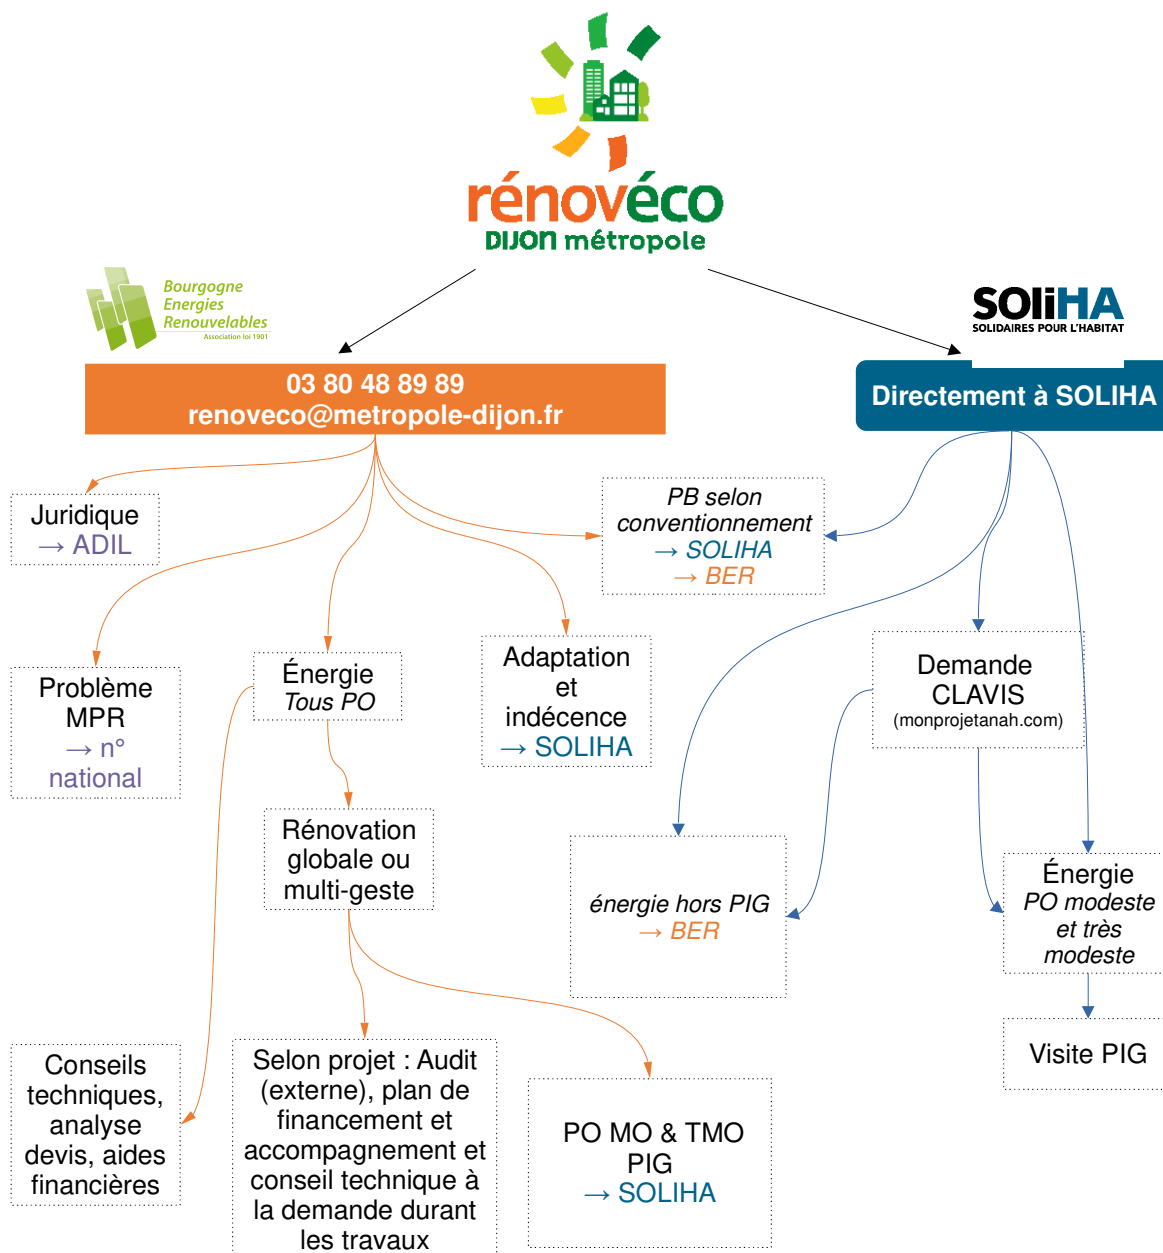 rénovéco
DIJON métropole
Bourgogne
Energies
Renouvelables
Association loi 1901
SOLiHA
SOLIDAIRES POUR L'HABITAT
03 80 48 89 89
renoveco@metropole-dijon.fr
Directement à SOLIHA
Juridique
→ ADIL
PB selon
conventionnement
→ SOLIHA
→ BER
Problème
MPR
→ n°
national
Énergie
Tous PO
Adaptation
et
indécence
→ SOLIHA
Demande
CLAVIS
(monprojetanah.com)
Rénovation
globale ou
multi-geste
énergie hors PIG
→ BER
Énergie
PO modeste
et très
modeste
Visite PIG
Conseils
techniques,
analyse
devis, aides
financières
Selon projet : Audit
(externe), plan de
financement et
accompagnement et
conseil technique à
la demande durant
les travaux
PO MO & TMO
PIG
→ SOLIHA